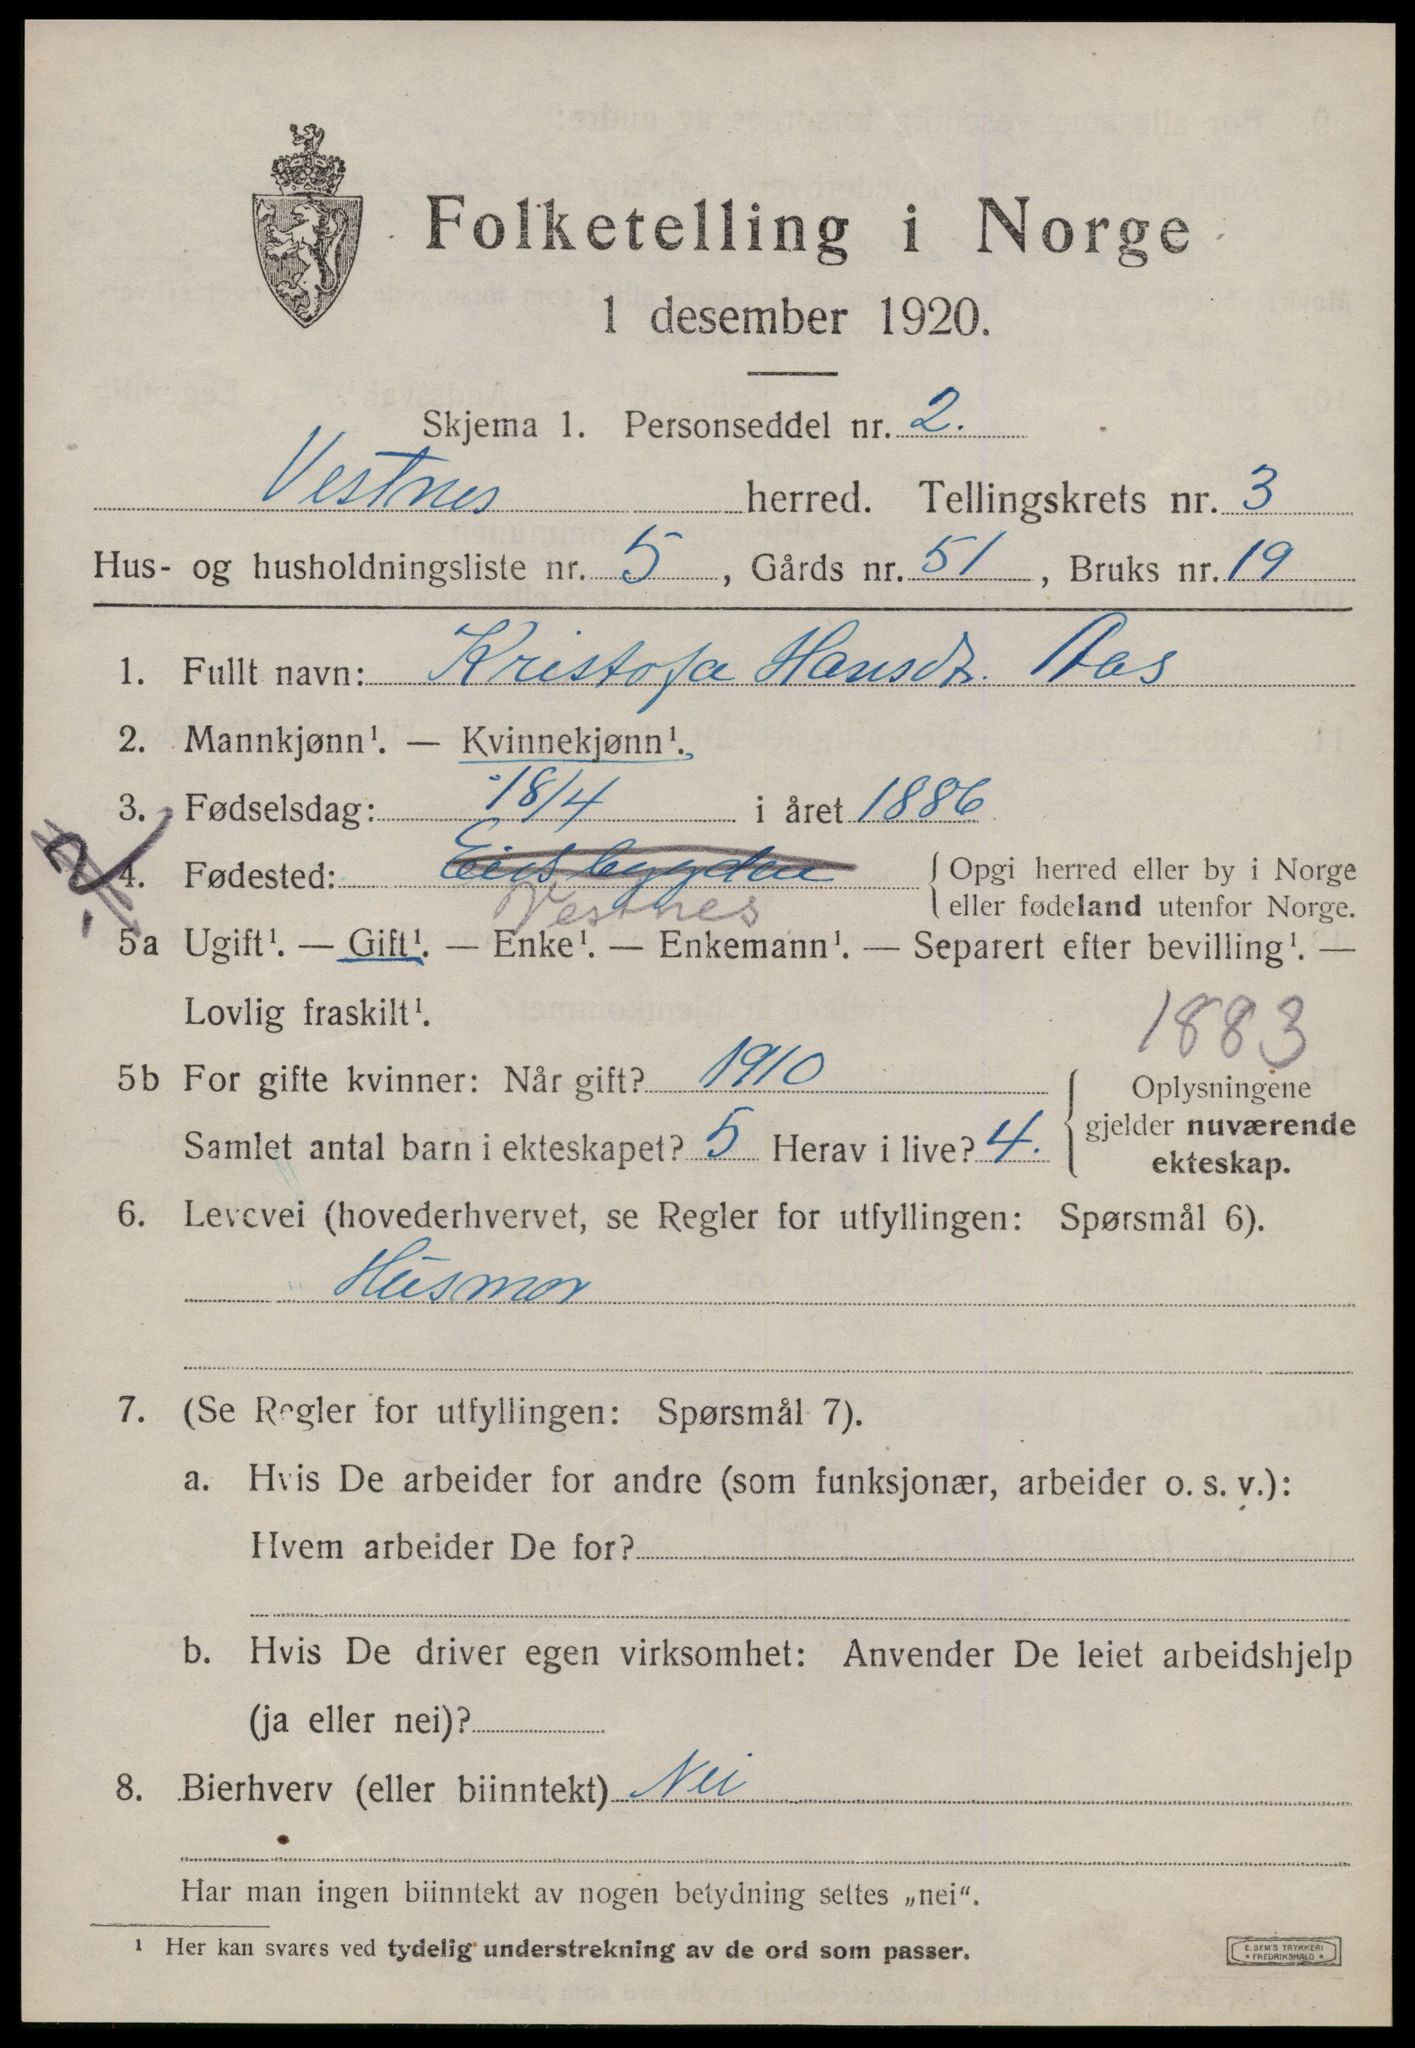 Folketelling i Norge
1 desember 1920.
Skjema 1. Personseddel nr. 2.
Vestnes herred. Tellingskrets nr. 3
Hus- og husholdningsliste nr. 5, Gårds nr. 51, Bruks nr. 19
1. Fullt navn: Kristofa Hansdt. Aas
2. Mannkjønn¹. — Kvinnekjønn¹.
3. Fødselsdag: 18/4 i året 1886
4. Fødested: Eidsbygden { Opgi herred eller by i Norge
Vestnes eller fødeland utenfor Norge.
5a Ugift¹. — Gift¹. — Enke¹. — Enkemann¹. — Separert efter bevilling¹. —
Lovlig fraskilt¹.
1883
5b For gifte kvinner: Når gift? 1910 { Oplysningene
gjelder nuværende
Samlet antal barn i ekteskapet? 5 Herav i live? 4.
ekteskap.
6. Levevei (hovederhvervet, se Regler for utfyllingen: Spørsmål 6).
Husmor
7. (Se Regler for utfyllingen: Spørsmål 7).
a. Hvis De arbeider for andre (som funksjonær, arbeider o. s. v.):
Hvem arbeider De for?
b. Hvis De driver egen virksomhet: Anvender De leiet arbeidshjelp
(ja eller nei)?
8. Bierhverv (eller biinntekt) Nei
Har man ingen biinntekt av nogen betydning settes „nei“.
¹ Her kan svares ved tydelig understrekning av de ord som passer.
E. SEM'S TRYKKERI
* FREDRIKSHALD *